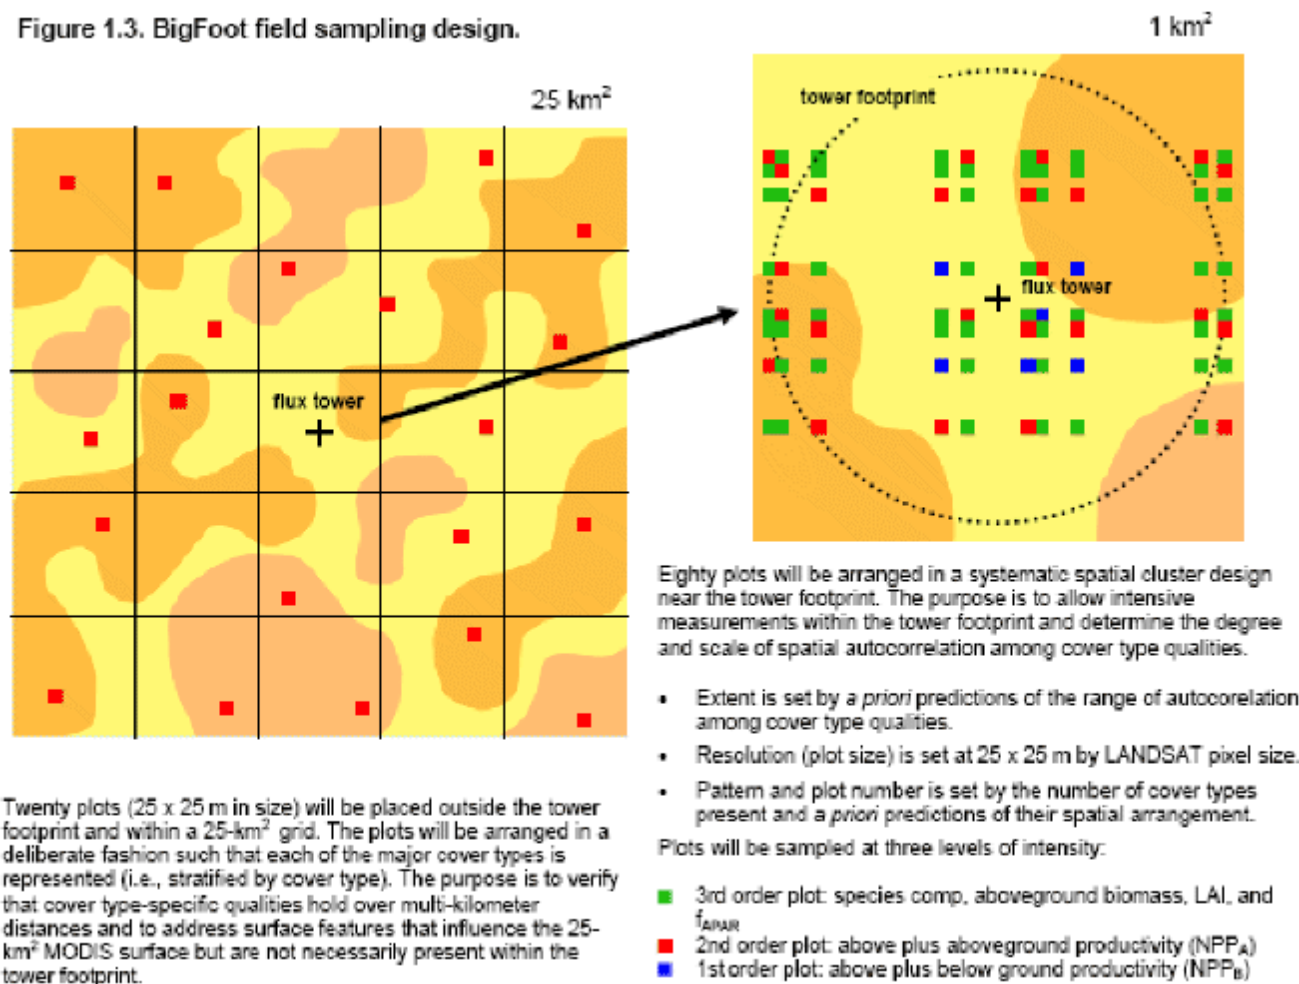 Figure 1.3. BigFoot field sampling design.
1 km²
25 km²
tower footprint
flux tower
flux tower
Eighty plots will be arranged in a systematic spatial cluster design
near the tower footprint. The purpose is to allow intensive
measurements within the tower footprint and determine the degree
and scale of spatial autocorrelation among cover type qualities.
• Extent is set by a priori predictions of the range of autocorelation
among cover type qualities.
• Resolution (plot size) is set at 25 x 25 m by LANDSAT pixel size.
• Pattern and plot number is set by the number of cover types
present and a priori predictions of their spatial arrangement.
Plots will be sampled at three levels of intensity:
3rd order plot: species comp, aboveground biomass, LAI, and
fAPAR
2nd order plot: above plus aboveground productivity (NPPA)
1st order plot: above plus below ground productivity (NPPB)
Twenty plots (25 x 25 m in size) will be placed outside the tower
footprint and within a 25-km² grid. The plots will be arranged in a
deliberate fashion such that each of the major cover types is
represented (i.e., stratified by cover type). The purpose is to verify
that cover type-specific qualities hold over multi-kilometer
distances and to address surface features that influence the 25-
km² MODIS surface but are not necessarily present within the
tower footprint.